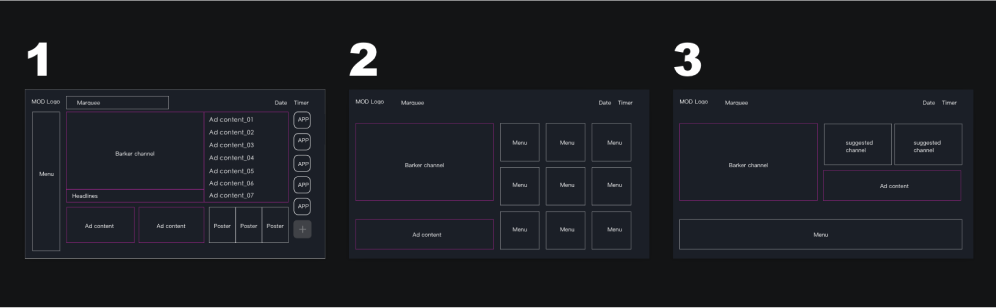 1
MOD Logo
Marquee
Date
Timer
Menu
Barker channel
Headlines
Ad content_01
Ad content_02
Ad content_03
Ad content_04
Ad content_05
Ad content_06
Ad content_07
APP
APP
APP
APP
APP
+
Ad content
Ad content
Poster
Poster
Poster
2
MOD Logo
Marquee
Date
Timer
Barker channel
Menu
Menu
Menu
Menu
Menu
Menu
Ad content
Menu
Menu
Menu
3
MOD Logo
Marquee
Date
Timer
Barker channel
suggested
channel
suggested
channel
Ad content
Menu